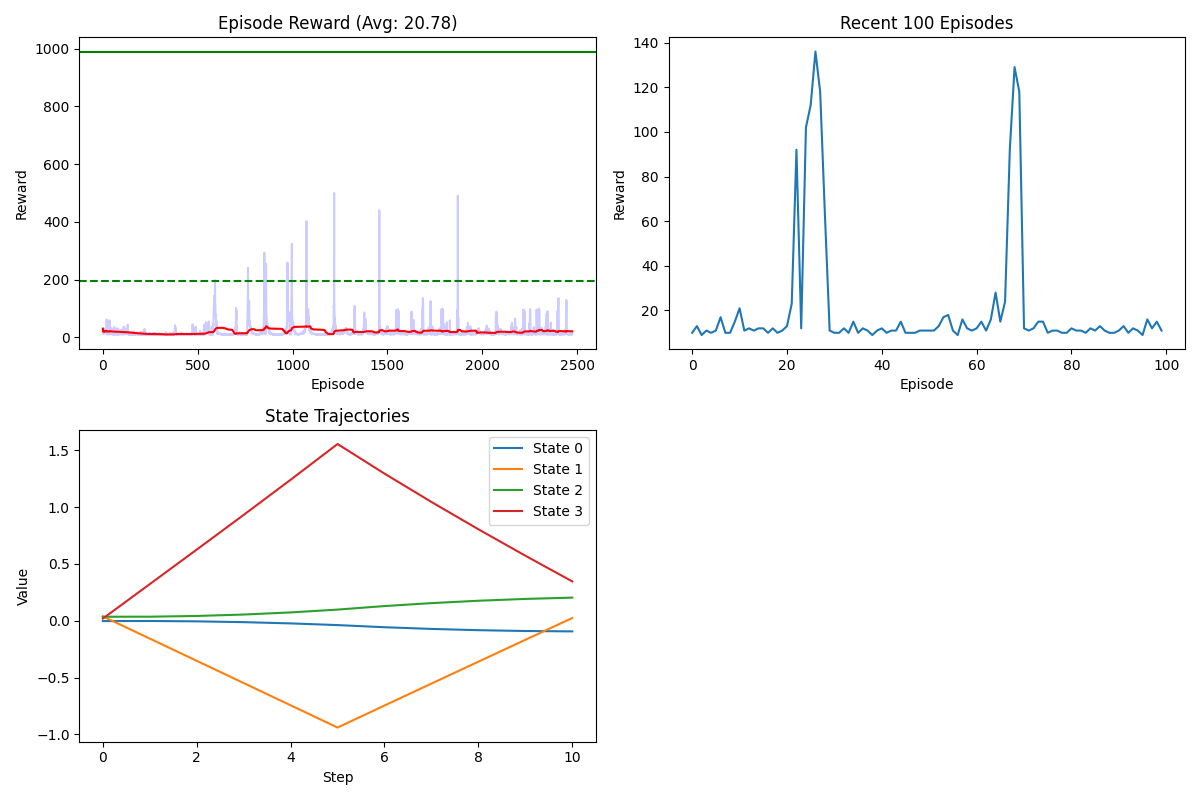 Episode Reward (Avg: 20.78)
Reward
1000
800
600
400
200
0
0 500 1000 1500 2000 2500
Episode
Recent 100 Episodes
Reward
140
120
100
80
60
40
20
0 20 40 60 80 100
Episode
State Trajectories
Value
1.5
1.0
0.5
0.0
−0.5
−1.0
State 0
State 1
State 2
State 3
0 2 4 6 8 10
Step